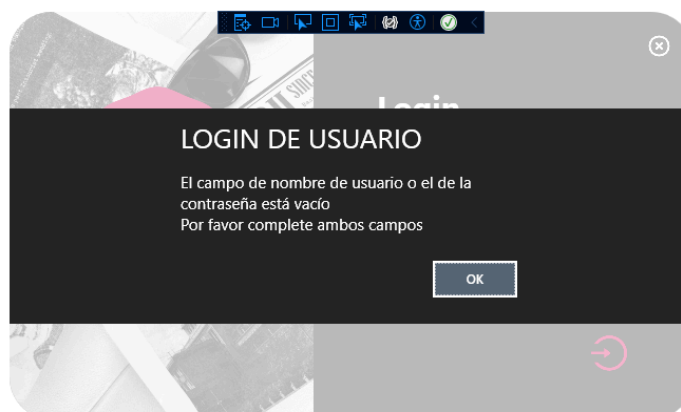 SINCE
Login
LOGIN DE USUARIO
El campo de nombre de usuario o el de la
contraseña está vacío
Por favor complete ambos campos
OK